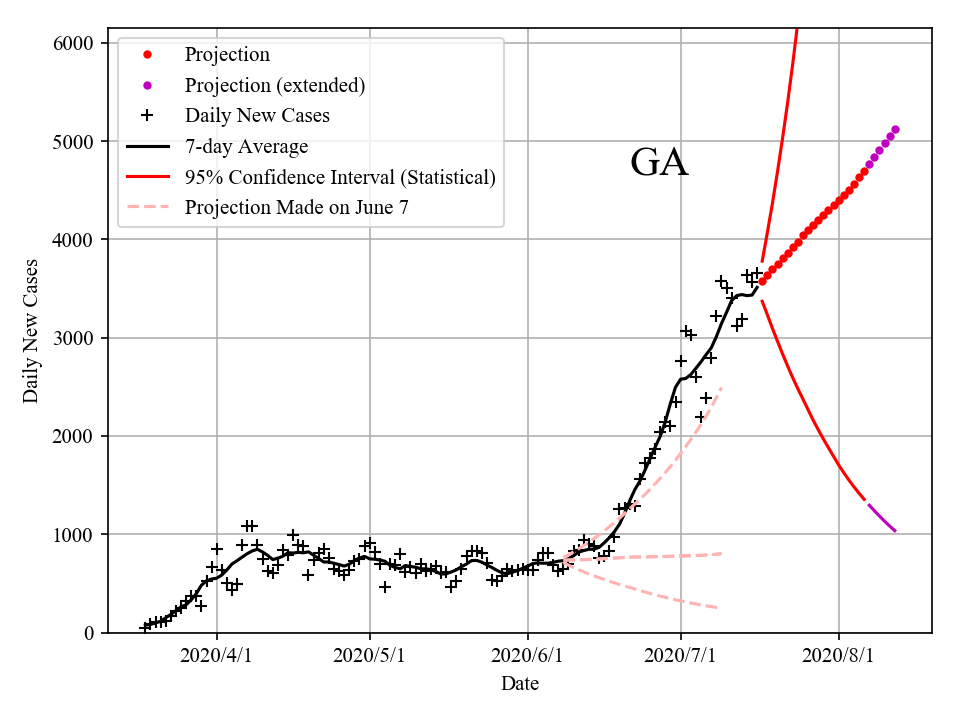 6000
5000
4000
3000
2000
1000
0
Daily New Cases
Projection
Projection (extended)
Daily New Cases
7-day Average
95% Confidence Interval (Statistical)
Projection Made on June 7
GA
2020/4/1
2020/5/1
2020/6/1
2020/7/1
2020/8/1
Date